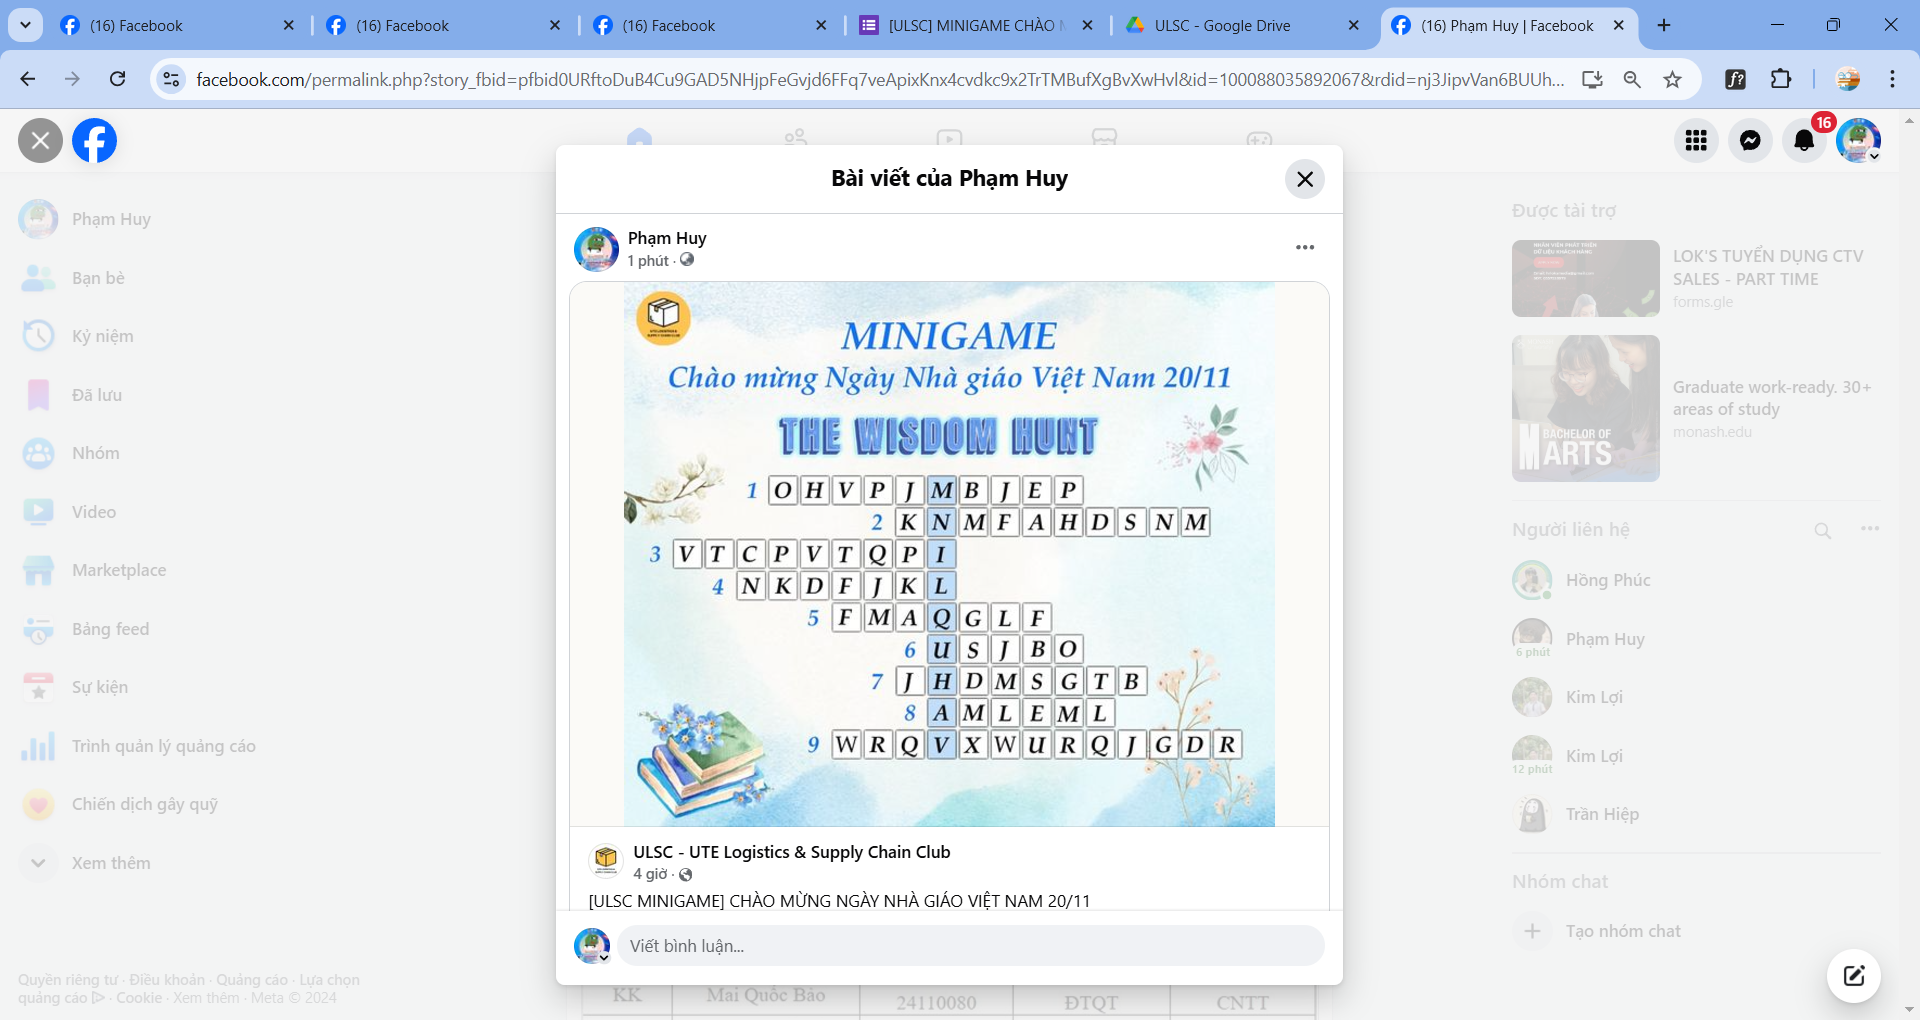 (16) Facebook
(16) Facebook
(16) Facebook
[ULSC] MINIGAME CHÀO
ULSC - Google Drive
(16) Phạm Huy | Facebook
facebook.com/permalink.php?story_fbid=pfbid0URftoDuB4Cu9GAD5NHjpFeGvjd6FFq7veApixKnx4cvdkc9x2TrTMBufXgBvXwHvl&id=100088035892067&rdid=nj3JipvVan6BUUh...
16
Phạm Huy
Bạn bè
Kỷ niệm
Đã lưu
Nhóm
Video
Marketplace
Bảng feed
Sự kiện
Trình quản lý quảng cáo
Chiến dịch gây quỹ
Xem thêm
Quyền riêng tư · Điều khoản · Quảng cáo · Lựa chọn
quảng cáo · Cookie · Xem thêm · Meta © 2024
Bài viết của Phạm Huy
Phạm Huy
1 phút ·
MINIGAME
Chào mừng Ngày Nhà giáo Việt Nam 20/11
THE WISDOM HUNT
1 O H V P J M B J E P
2 K N M F A H D S N M
3 V T C P V T Q P I
4 N K D F J K L
5 F M A Q G L F
6 U S J B O
7 J H D M S G T B
8 A M L E M L
9 W R Q V X W U R Q J G D R
ULSC - UTE Logistics & Supply Chain Club
4 giờ ·
[ULSC MINIGAME] CHÀO MỪNG NGÀY NHÀ GIÁO VIỆT NAM 20/11
Viết bình luận...
KK Mai Quốc Bảo 24110080 ĐTQT CNTT
Được tài trợ
NHÂN VIÊN PHÁT TRIỂN
DỮ LIỆU KHÁCH HÀNG
LOK'S TUYỂN DỤNG CTV
SALES - PART TIME
forms.gle
BACHELOR OF
ARTS
Graduate work-ready. 30+
areas of study
monash.edu
Người liên hệ
Hồng Phúc
Phạm Huy
6 phút
Kim Lợi
Kim Lợi
12 phút
Trần Hiệp
Nhóm chat
Tạo nhóm chat